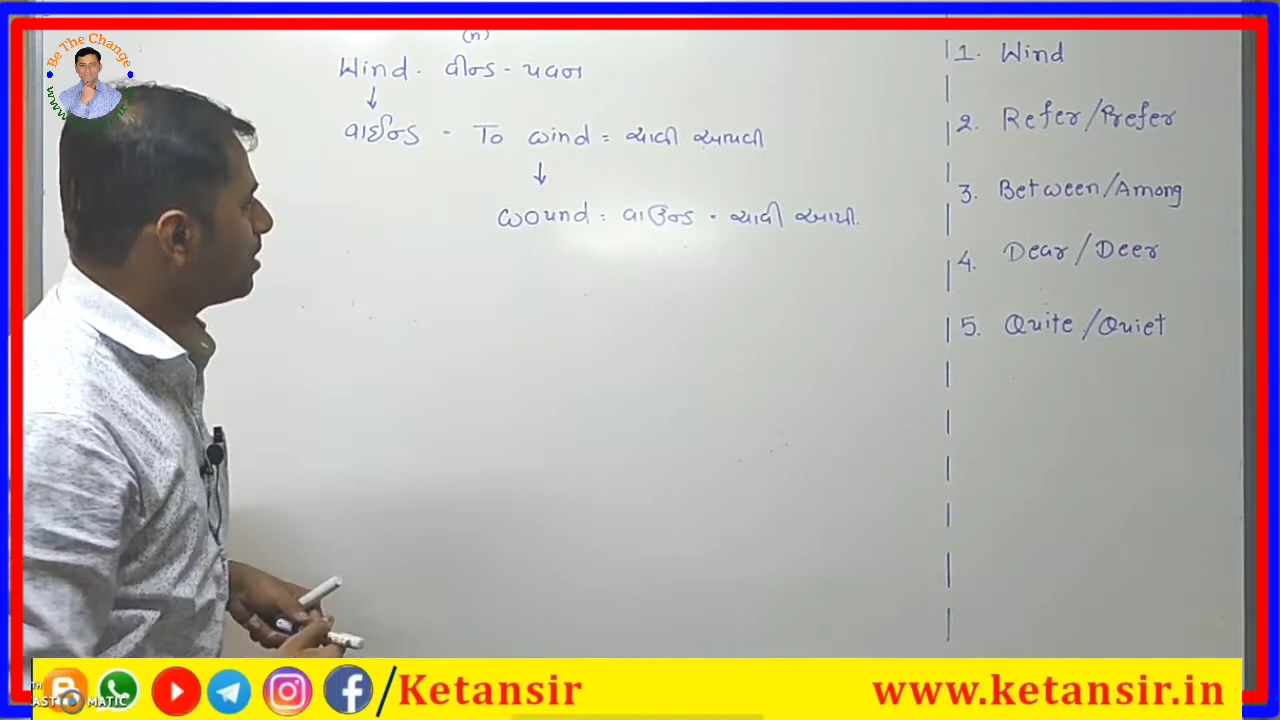 Be The Change
(n)
Wind - વીન્ડ - પવન
↓
વાઈન્ડ - To wind = ચાવી આપવી
↓
wound = વાઉન્ડ - ચાવી આપી.
1. Wind
2. Refer/Prefer
3. Between/Among
4. Dear/Deer
5. Quite/Quiet
/Ketansir
www.ketansir.in